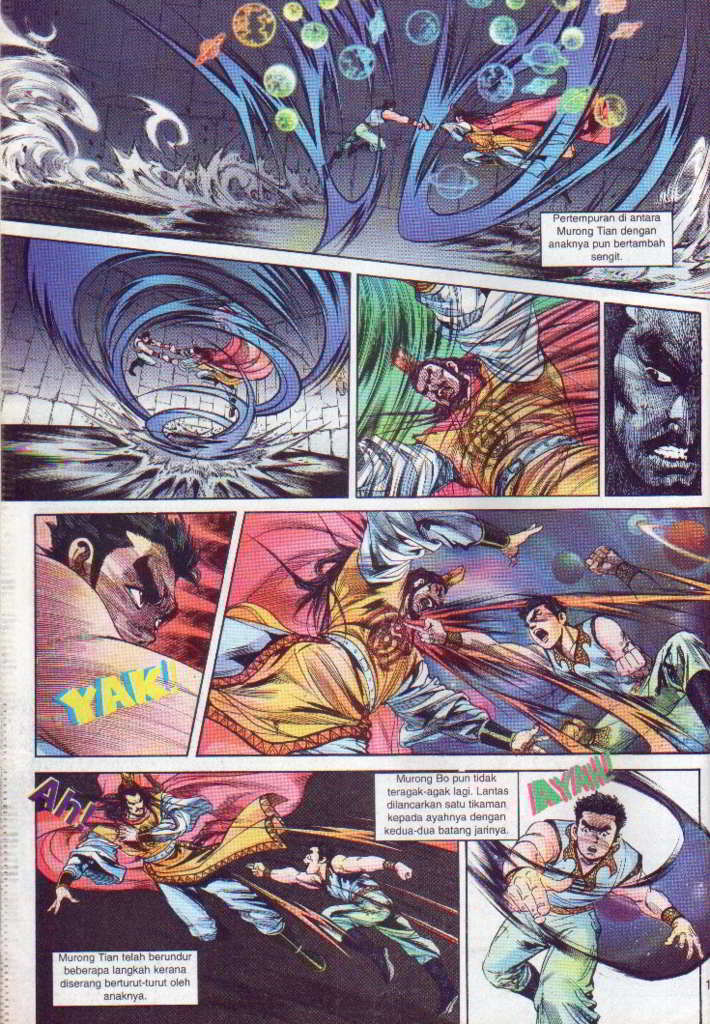 Pertempuran di antara
Murong Tian dengan
anaknya pun bertambah
sengit.
YAK!
Ah!
Murong Bo pun tidak
teragak-agak lagi. Lantas
dilancarkan satu tikaman
kepada ayahnya dengan
kedua-dua batang jarinya.
AYAH!
Murong Tian telah berundur
beberapa langkah kerana
diserang berturut-turut oleh
anaknya.